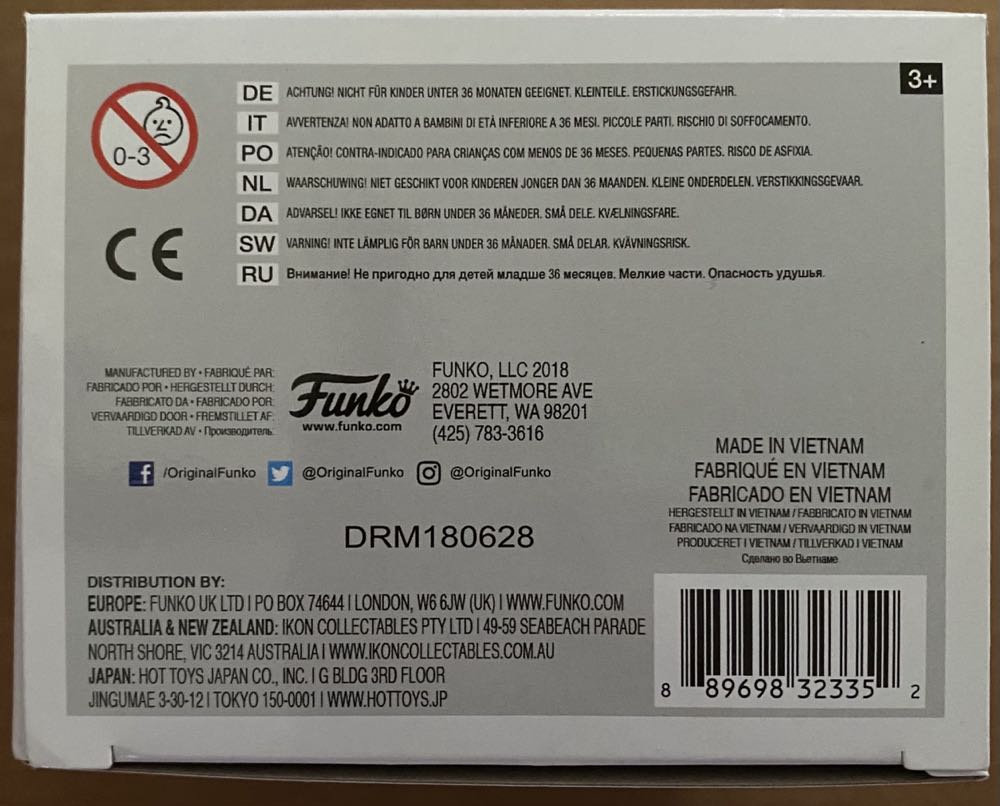 3+
0-3
DE ACHTUNG! NICHT FÜR KINDER UNTER 36 MONATEN GEEIGNET. KLEINTEILE. ERSTICKUNGSGEFAHR.
IT AVVERTENZA! NON ADATTO A BAMBINI DI ETÀ INFERIORE A 36 MESI. PICCOLE PARTI. RISCHIO DI SOFFOCAMENTO.
PO ATENÇÃO! CONTRA-INDICADO PARA CRIANÇAS COM MENOS DE 36 MESES. PEQUENAS PARTES. RISCO DE ASFIXIA.
NL WAARSCHUWING! NIET GESCHIKT VOOR KINDEREN JONGER DAN 36 MAANDEN. KLEINE ONDERDELEN. VERSTIKKINGSGEVAAR.
DA ADVARSEL! IKKE EGNET TIL BØRN UNDER 36 MÅNEDER. SMÅ DELE. KVÆLNINGSFARE.
SW VARNING! INTE LÄMPLIG FÖR BARN UNDER 36 MÅNADER. SMÅ DELAR. KVÄVNINGSRISK.
RU Внимание! Не пригодно для детей младше 36 месяцев. Мелкие части. Опасность удушья.
CE
MANUFACTURED BY • FABRIQUÉ PAR:
FABRICADO POR • HERGESTELLT DURCH:
FABBRICATO DA • FABRICADO POR:
VERVAARDIGD DOOR • FREMSTILLET AF:
TILLVERKAD AV • Производитель:
Funko
www.funko.com
FUNKO, LLC 2018
2802 WETMORE AVE
EVERETT, WA 98201
(425) 783-3616
f /OriginalFunko @OriginalFunko @OriginalFunko
DRM180628
MADE IN VIETNAM
FABRIQUÉ EN VIETNAM
FABRICADO EN VIETNAM
HERGESTELLT IN VIETNAM / FABBRICATO IN VIETNAM
FABRICADO NA VIETNAM / VERVAARDIGD IN VIETNAM
PRODUCERET I VIETNAM / TILLVERKAD I VIETNAM
Сделано во Вьетнаме
DISTRIBUTION BY:
EUROPE: FUNKO UK LTD I PO BOX 74644 I LONDON, W6 6JW (UK) I WWW.FUNKO.COM
AUSTRALIA & NEW ZEALAND: IKON COLLECTABLES PTY LTD I 49-59 SEABEACH PARADE
NORTH SHORE, VIC 3214 AUSTRALIA I WWW.IKONCOLLECTABLES.COM.AU
JAPAN: HOT TOYS JAPAN CO., INC. I G BLDG 3RD FLOOR
JINGUMAE 3-30-12 I TOKYO 150-0001 I WWW.HOTTOYS.JP
8 89698 32335 2